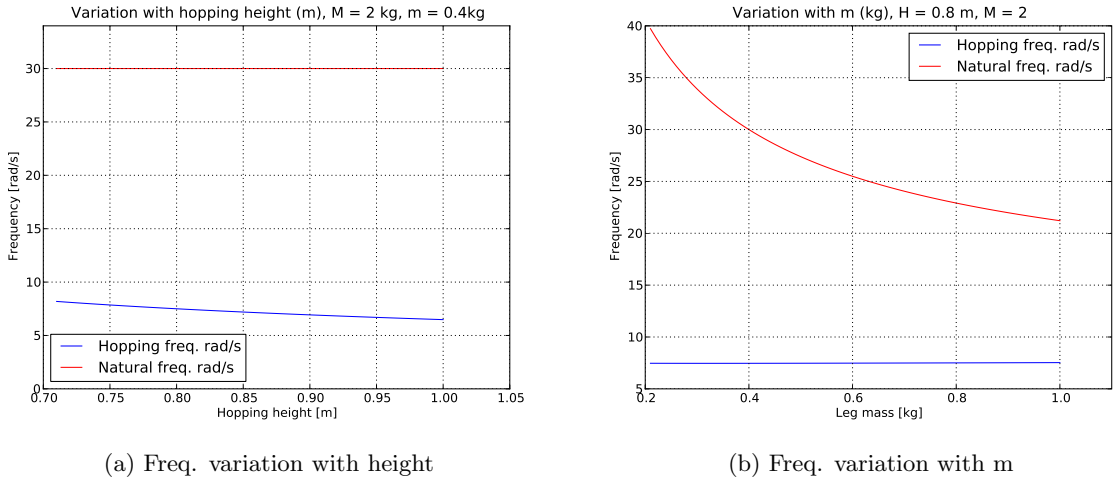 Variation with hopping height (m), M = 2 kg, m = 0.4kg
Frequency [rad/s]
30
25
20
15
10
5
0
Hopping freq. rad/s
Natural freq. rad/s
0.70 0.75 0.80 0.85 0.90 0.95 1.00 1.05
Hopping height [m]
(a) Freq. variation with height
Variation with m (kg), H = 0.8 m, M = 2
Frequency [rad/s]
40
35
30
25
20
15
10
5
Hopping freq. rad/s
Natural freq. rad/s
0.2 0.4 0.6 0.8 1.0
Leg mass [kg]
(b) Freq. variation with m